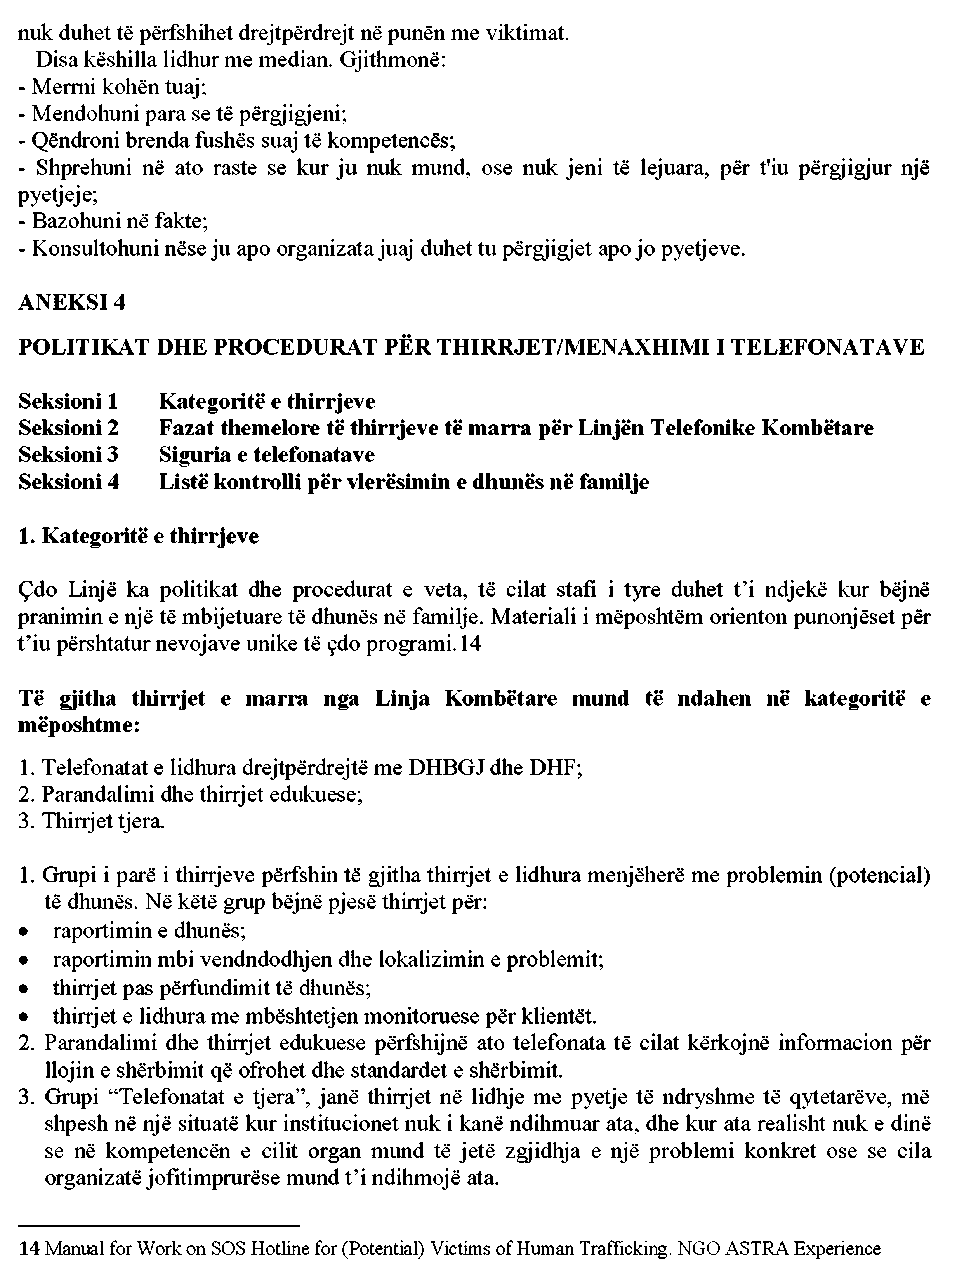 nuk duhet të përfshihet drejtpërdrejt në punën me viktimat.
Disa këshilla lidhur me median. Gjithmonë:
- Merrni kohën tuaj;
- Mendohuni para se të përgjigjeni;
- Qëndroni brenda fushës suaj të kompetencës;
- Shprehuni në ato raste se kur ju nuk mund, ose nuk jeni të lejuara, për t'iu përgjigjur një
pyetjeje;
- Bazohuni në fakte;
- Konsultohuni nëse ju apo organizata juaj duhet tu përgjigjet apo jo pyetjeve.
ANEKSI 4
POLITIKAT DHE PROCEDURAT PËR THIRRJET/MENAXHIMI I TELEFONATAVE
Seksioni 1 Kategoritë e thirrjeve
Seksioni 2 Fazat themelore të thirrjeve të marra për Linjën Telefonike Kombëtare
Seksioni 3 Siguria e telefonatave
Seksioni 4 Listë kontrolli për vlerësimin e dhunës në familje
1. Kategoritë e thirrjeve
Çdo Linjë ka politikat dhe procedurat e veta, të cilat stafi i tyre duhet t’i ndjekë kur bëjnë
pranimin e një të mbijetuare të dhunës në familje. Materiali i mëposhtëm orienton punonjëset për
t’iu përshtatur nevojave unike të çdo programi.14
Të gjitha thirrjet e marra nga Linja Kombëtare mund të ndahen në kategoritë e
mëposhtme:
1. Telefonatat e lidhura drejtpërdrejtë me DHBGJ dhe DHF;
2. Parandalimi dhe thirrjet edukuese;
3. Thirrjet tjera.
1. Grupi i parë i thirrjeve përfshin të gjitha thirrjet e lidhura menjëherë me problemin (potencial)
të dhunës. Në këtë grup bëjnë pjesë thirrjet për:
• raportimin e dhunës;
• raportimin mbi vendndodhjen dhe lokalizimin e problemit;
• thirrjet pas përfundimit të dhunës;
• thirrjet e lidhura me mbështetjen monitoruese për klientët.
2. Parandalimi dhe thirrjet edukuese përfshijnë ato telefonata të cilat kërkojnë informacion për
llojin e shërbimit që ofrohet dhe standardet e shërbimit.
3. Grupi “Telefonatat e tjera”, janë thirrjet në lidhje me pyetje të ndryshme të qytetarëve, më
shpesh në një situatë kur institucionet nuk i kanë ndihmuar ata, dhe kur ata realisht nuk e dinë
se në kompetencën e cilit organ mund të jetë zgjidhja e një problemi konkret ose se cila
organizatë jofitimprurëse mund t’i ndihmojë ata.
14 Manual for Work on SOS Hotline for (Potential) Victims of Human Trafficking. NGO ASTRA Experience